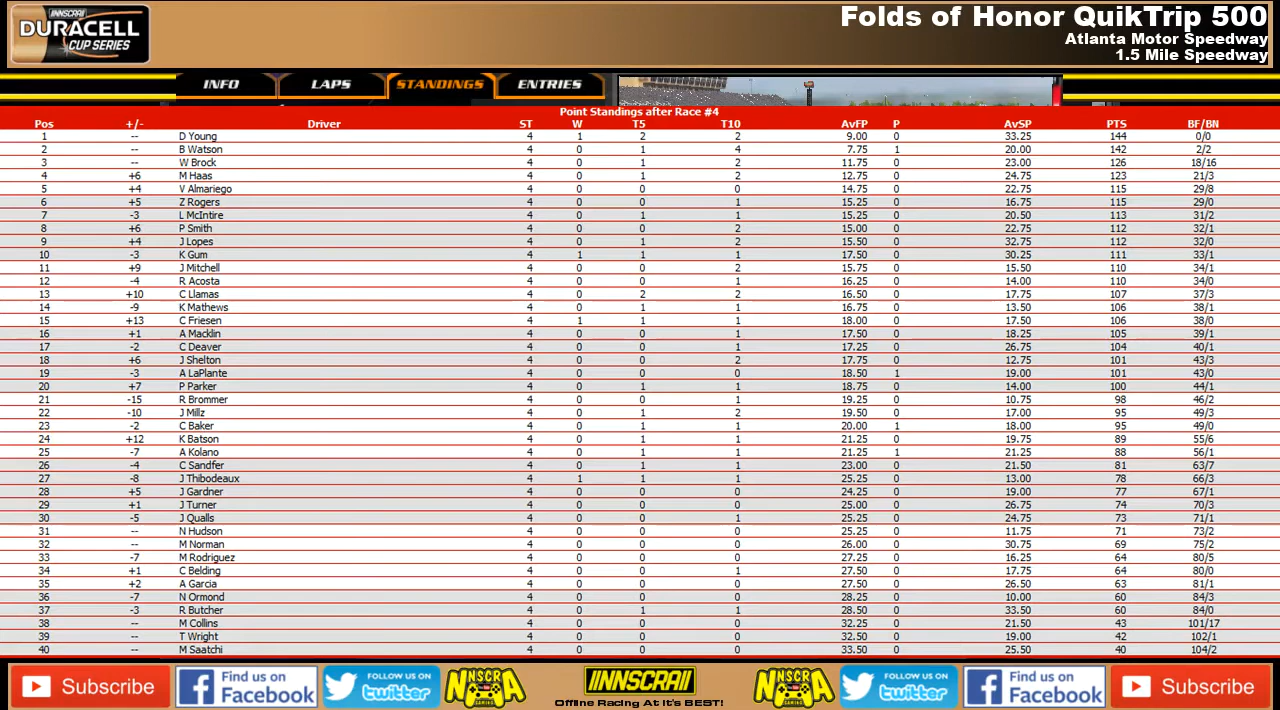 NNSCRA
DURACELL
CUP SERIES
Folds of Honor QuikTrip 500
Atlanta Motor Speedway
1.5 Mile Speedway
INFO LAPS STANDINGS ENTRIES
Point Standings after Race #4
Pos +/- Driver ST W T5 T10 AvFP P AvSP PTS BF/BN
1 -- D Young 4 1 2 2 9.00 0 33.25 144 0/0
2 -- B Watson 4 0 1 4 7.75 1 20.00 142 2/2
3 -- W Brock 4 0 1 2 11.75 0 23.00 126 18/16
4 +6 M Haas 4 0 1 2 12.75 0 24.75 123 21/3
5 +4 V Almariego 4 0 0 0 14.75 0 22.75 115 29/8
6 +5 Z Rogers 4 0 0 1 15.25 0 16.75 115 29/0
7 -3 L McIntire 4 0 1 1 15.25 0 20.50 113 31/2
8 +6 P Smith 4 0 0 2 15.00 0 22.75 112 32/1
9 +4 J Lopes 4 0 1 2 15.50 0 32.75 112 32/0
10 -3 K Gum 4 1 1 1 17.50 0 30.25 111 33/1
11 +9 J Mitchell 4 0 0 2 15.75 0 15.50 110 34/1
12 -4 R Acosta 4 0 0 1 16.25 0 14.00 110 34/0
13 +10 C Llamas 4 0 2 2 16.50 0 17.75 107 37/3
14 -9 K Mathews 4 0 1 1 16.75 0 13.50 106 38/1
15 +13 C Friesen 4 1 1 1 18.00 0 17.50 106 38/0
16 +1 A Macklin 4 0 0 1 17.50 0 18.25 105 39/1
17 -2 C Deaver 4 0 0 1 17.25 0 26.75 104 40/1
18 +6 J Shelton 4 0 0 2 17.75 0 12.75 101 43/3
19 -3 A LaPlante 4 0 0 0 18.50 1 19.00 101 43/0
20 +7 P Parker 4 0 1 1 18.75 0 14.00 100 44/1
21 -15 R Brommer 4 0 0 1 19.25 0 10.75 98 46/2
22 -10 J Millz 4 0 1 2 19.50 0 17.00 95 49/3
23 -2 C Baker 4 0 1 1 20.00 1 18.00 95 49/0
24 +12 K Batson 4 0 1 1 21.25 0 19.75 89 55/6
25 -7 A Kolano 4 0 1 1 21.25 1 21.25 88 56/1
26 -4 C Sandfer 4 0 1 1 23.00 0 21.50 81 63/7
27 -8 J Thibodeaux 4 1 1 1 25.25 0 13.00 78 66/3
28 +5 J Gardner 4 0 0 0 24.25 0 19.00 77 67/1
29 +1 J Turner 4 0 0 0 25.00 0 26.75 74 70/3
30 -5 J Qualls 4 0 0 1 25.25 0 24.75 73 71/1
31 -- N Hudson 4 0 0 0 25.25 0 11.75 71 73/2
32 -- M Norman 4 0 0 0 26.00 0 30.75 69 75/2
33 -7 M Rodriguez 4 0 0 0 27.25 0 16.25 64 80/5
34 +1 C Belding 4 0 0 1 27.50 0 17.75 64 80/0
35 +2 A Garcia 4 0 0 0 27.50 0 26.50 63 81/1
36 -7 N Ormond 4 0 0 0 28.25 0 10.00 60 84/3
37 -3 R Butcher 4 0 1 1 28.50 0 33.50 60 84/0
38 -- M Collins 4 0 0 0 32.25 0 21.50 43 101/17
39 -- T Wright 4 0 0 0 32.50 0 19.00 42 102/1
40 -- M Saatchi 4 0 0 0 33.50 0 25.50 40 104/2
Subscribe Find us on Facebook FOLLOW US ON twitter NNSCRA NNSCRA NNSCRA FOLLOW US ON twitter Find us on Facebook Subscribe
Offline Racing At it's BEST!